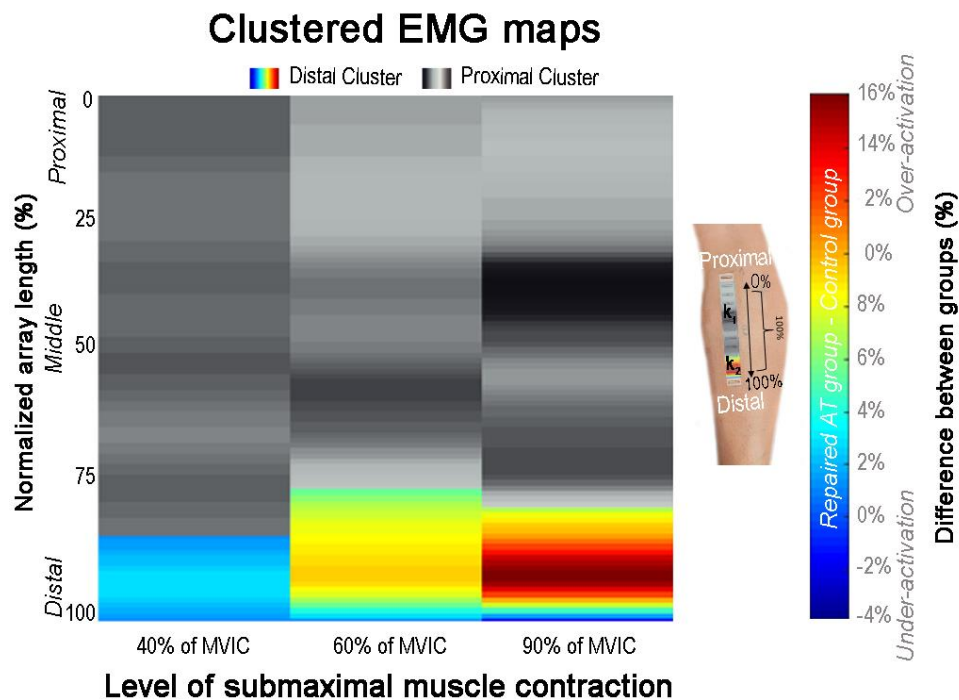 Clustered EMG maps
Distal Cluster
Proximal Cluster
Normalized array length (%)
Proximal
Middle
Distal
0
25
50
75
100
40% of MVIC
60% of MVIC
90% of MVIC
Level of submaximal muscle contraction
Proximal
0%
k1
100%
k2
100%
Distal
Repaired AT group - Control group
16%
14%
2%
0%
8%
6%
4%
2%
0%
-2%
-4%
Over-activation
Under-activation
Difference between groups (%)